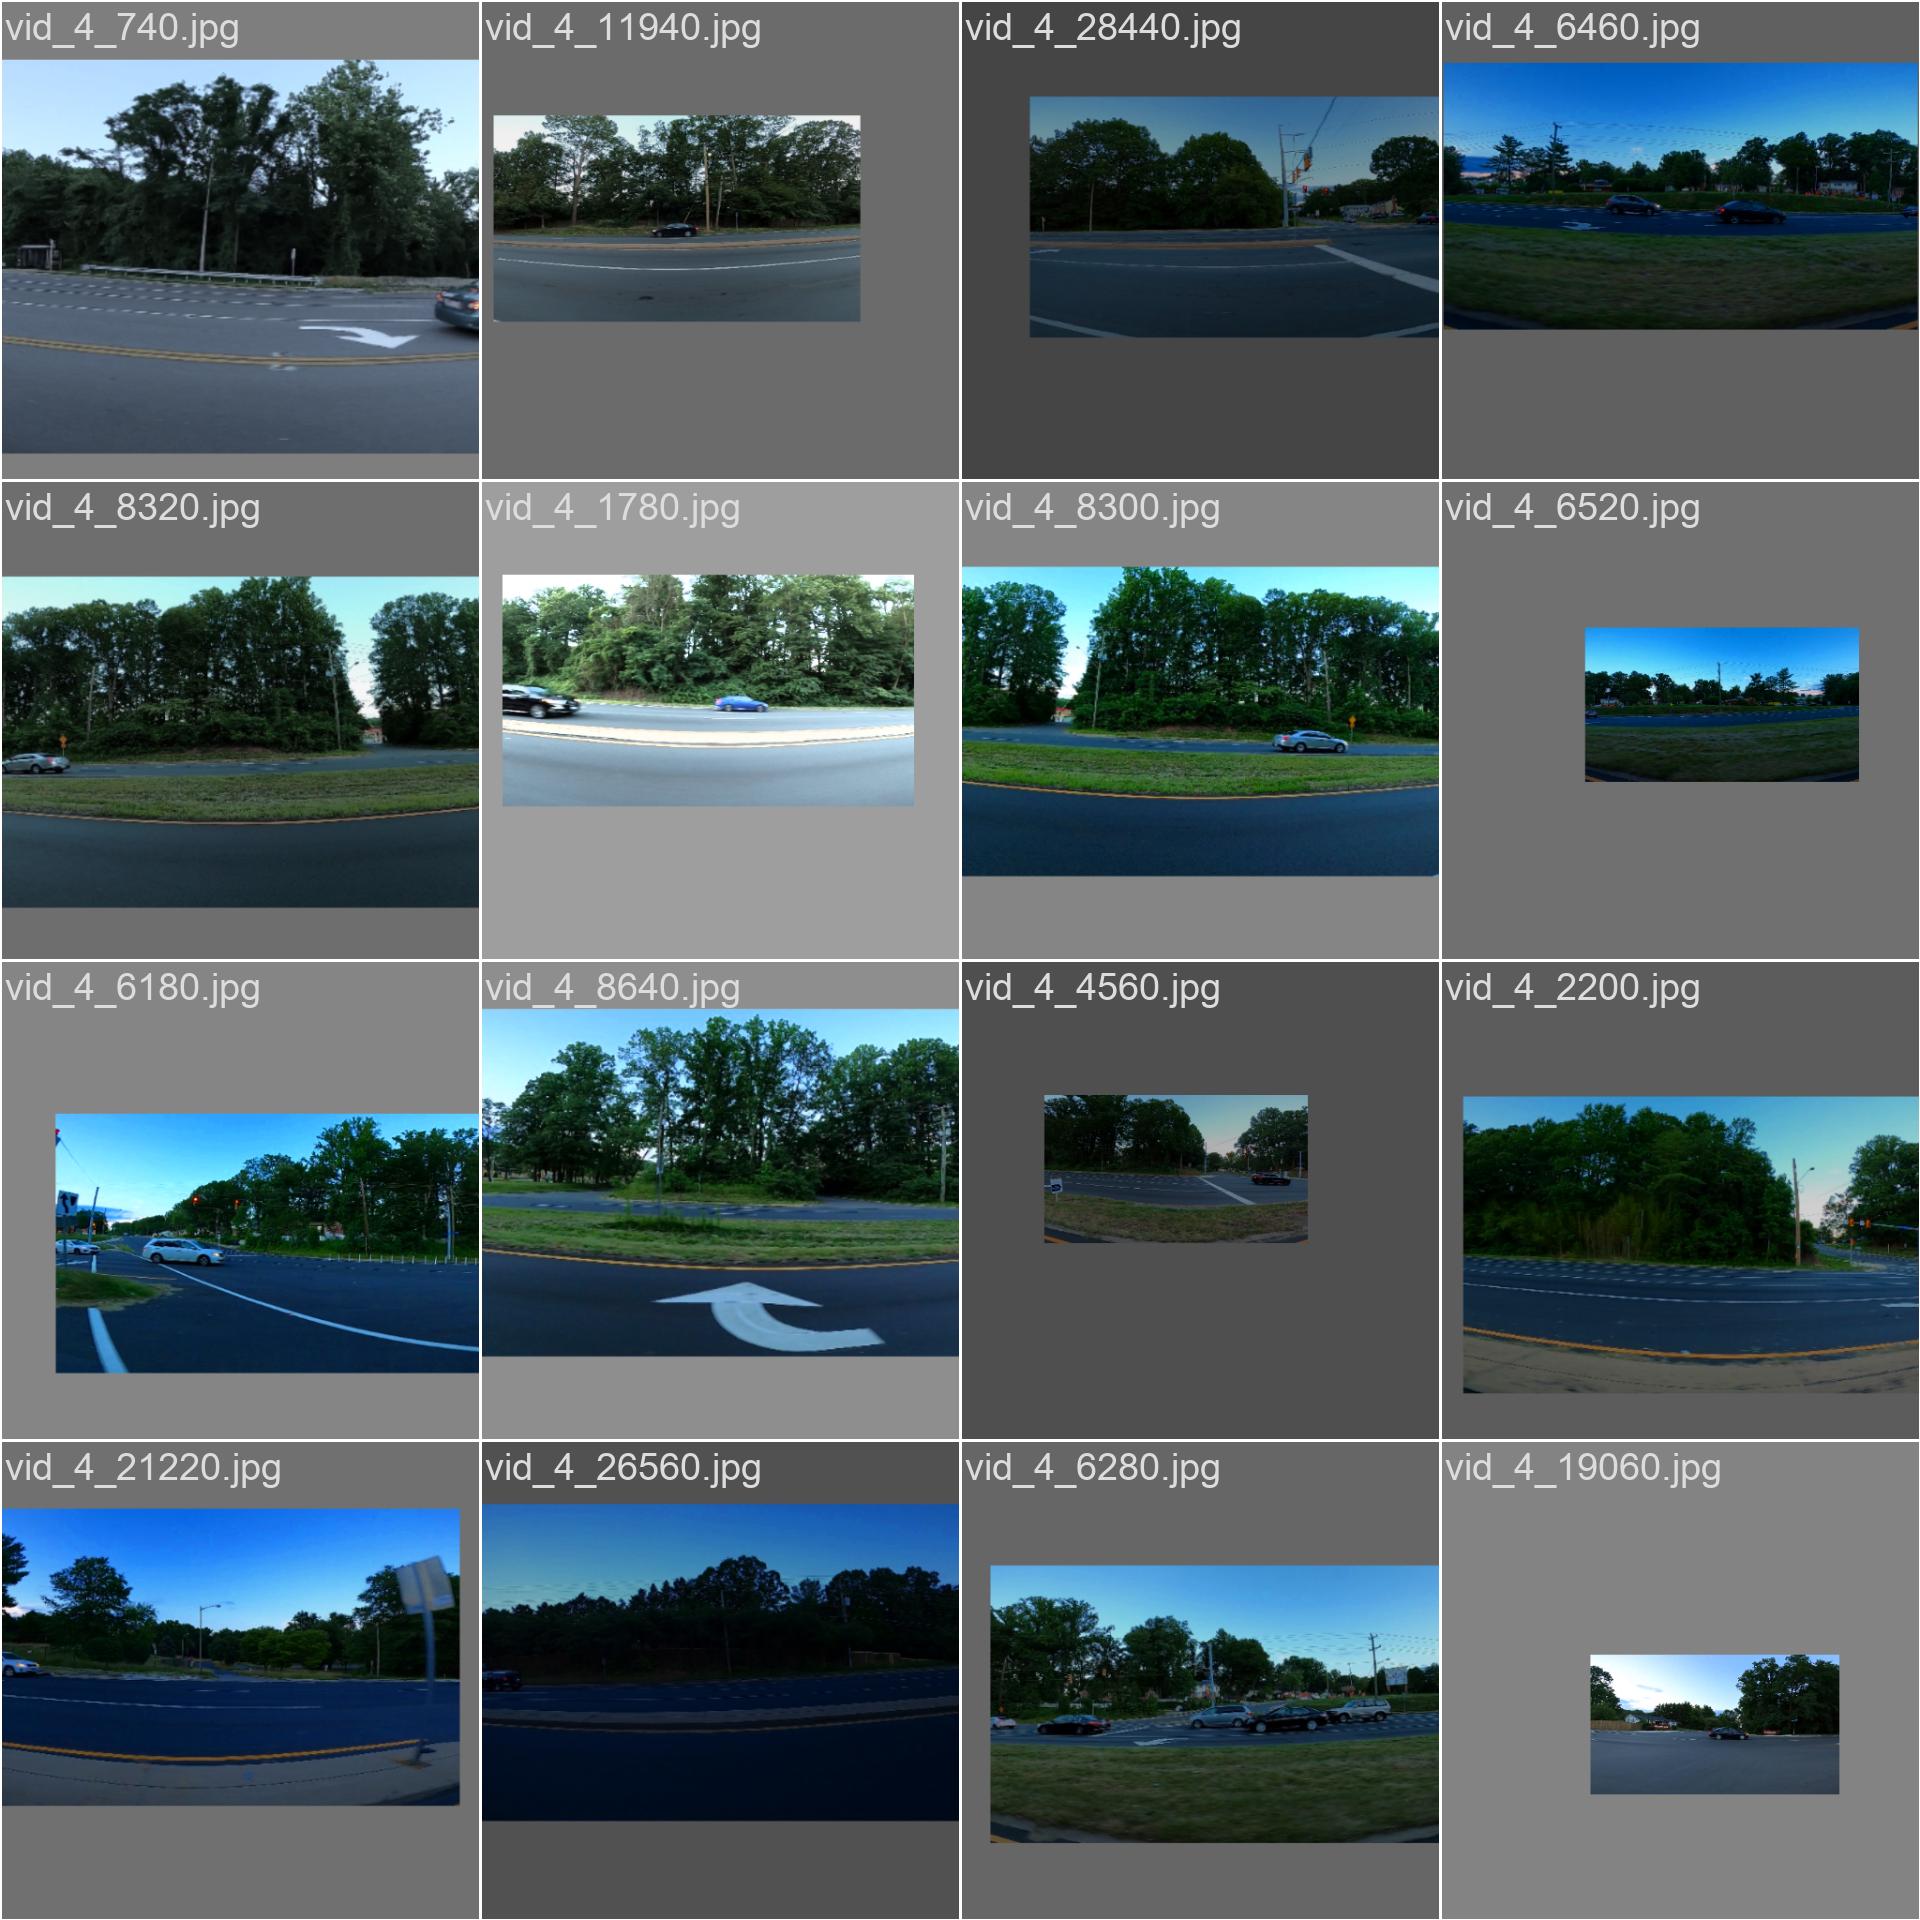 vid_4_740.jpg
vid_4_11940.jpg
vid_4_28440.jpg
vid_4_6460.jpg
vid_4_8320.jpg
vid_4_1780.jpg
vid_4_8300.jpg
vid_4_6520.jpg
vid_4_6180.jpg
vid_4_8640.jpg
vid_4_4560.jpg
vid_4_2200.jpg
vid_4_21220.jpg
vid_4_26560.jpg
vid_4_6280.jpg
vid_4_19060.jpg